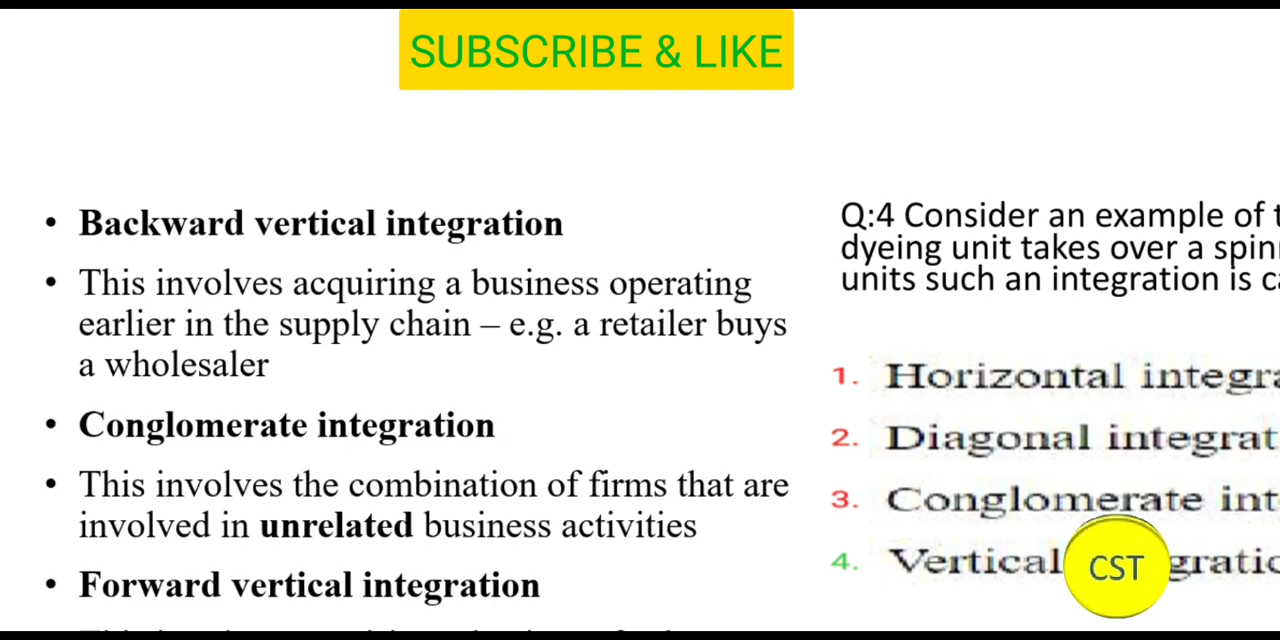 SUBSCRIBE & LIKE
• Backward vertical integration
• This involves acquiring a business operating
earlier in the supply chain – e.g. a retailer buys
a wholesaler
• Conglomerate integration
• This involves the combination of firms that are
involved in unrelated business activities
• Forward vertical integration
Q:4 Consider an example of t
dyeing unit takes over a spinn
units such an integration is ca
1. Horizontal integra
2. Diagonal integrat
3. Conglomerate int
4. Vertical gratio
CST